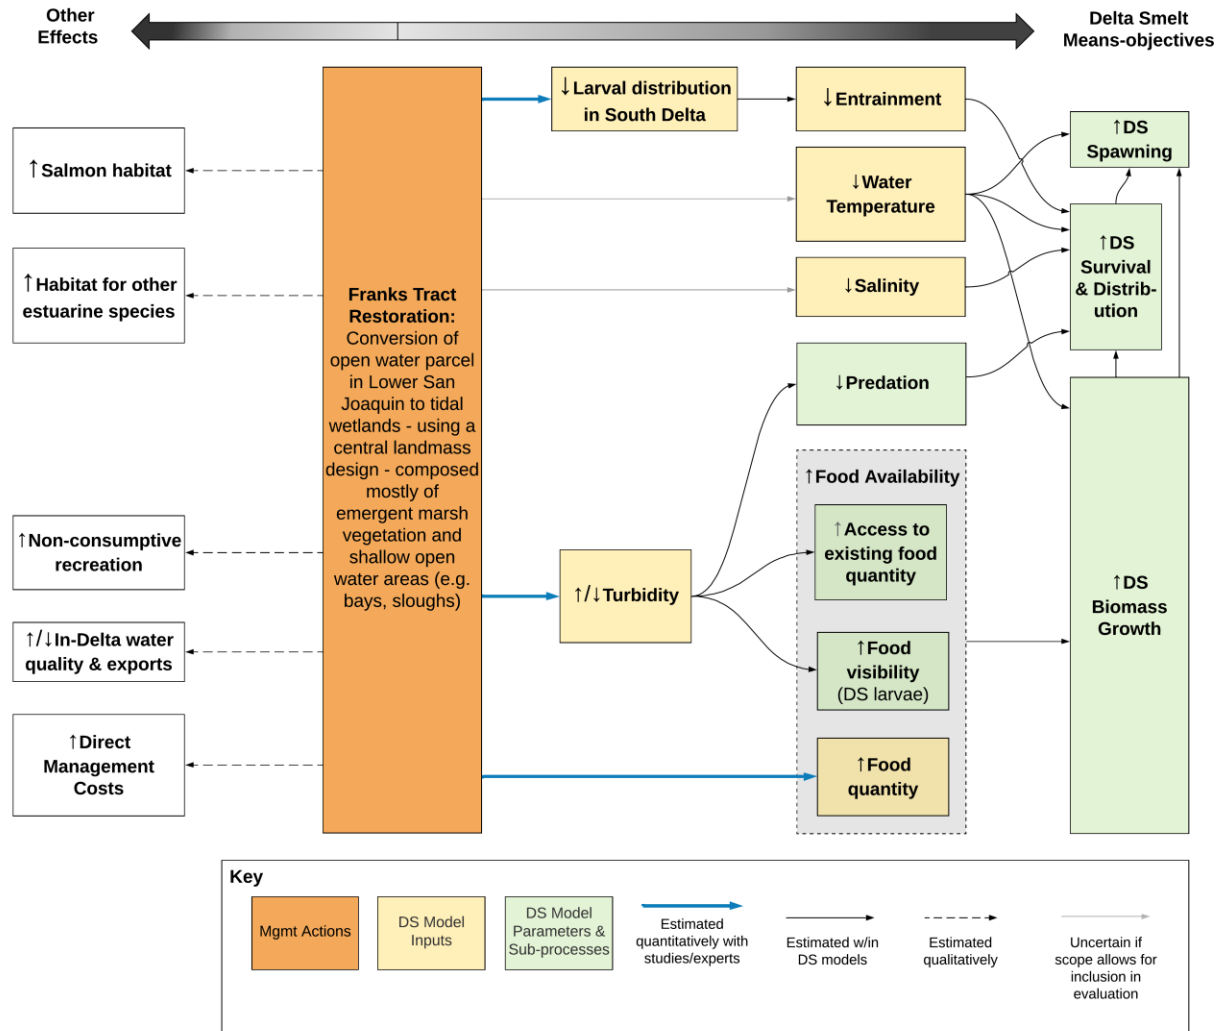 Other
Effects
Delta Smelt
Means-objectives
↑Salmon habitat
↑Habitat for other
estuarine species
↑Non-consumptive
recreation
↑/↓In-Delta water
quality & exports
↑Direct
Management
Costs
Franks Tract
Restoration:
Conversion of
open water parcel
in Lower San
Joaquin to tidal
wetlands - using a
central landmass
design - composed
mostly of
emergent marsh
vegetation and
shallow open
water areas (e.g.
bays, sloughs)
↓Larval distribution
in South Delta
↑/↓Turbidity
↓Entrainment
↓Water
Temperature
↓Salinity
↓Predation
↑Food Availability
↑Access to
existing food
quantity
↑Food
visibility
(DS larvae)
↑Food
quantity
↑DS
Spawning
↑DS
Survival
& Distrib-
ution
↑DS
Biomass
Growth
Key
Mgmt Actions
DS Model
Inputs
DS Model
Parameters &
Sub-processes
Estimated
quantitatively with
studies/experts
Estimated w/in
DS models
Estimated
qualitatively
Uncertain if
scope allows for
inclusion in
evaluation